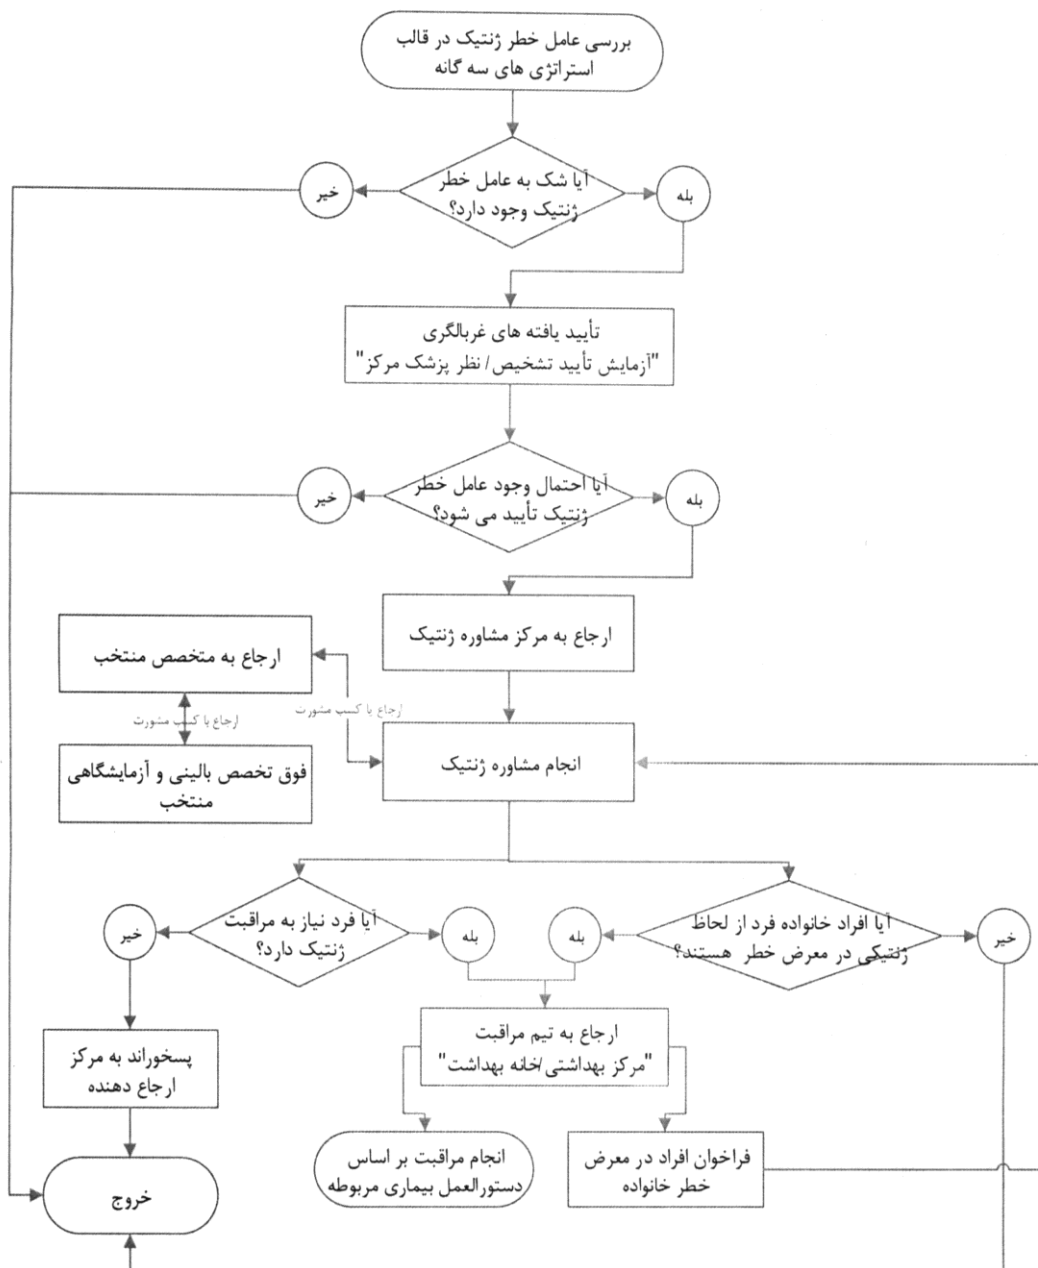 بررسی عامل خطر ژنتیک در قالب
استراتژی های سه گانه
آیا شک به عامل خطر
ژنتیک وجود دارد؟
بله
خیر
تأیید یافته های غربالگری
"آزمایش تأیید تشخیص/ نظر پزشک مرکز"
آیا احتمال وجود عامل خطر
ژنتیک تأیید می شود؟
بله
خیر
ارجاع به مرکز مشاوره ژنتیک
ارجاع به متخصص منتخب
ارجاع یا کسب مشورت
ارجاع یا کسب مشورت
انجام مشاوره ژنتیک
فوق تخصص بالینی و آزمایشگاهی
منتخب
آیا افراد خانواده فرد از لحاظ
ژنتیکی در معرض خطر هستند؟
خیر
بله
آیا فرد نیاز به مراقبت
ژنتیک دارد؟
بله
خیر
ارجاع به تیم مراقبت
"مرکز بهداشتی/خانه بهداشت"
پسخوراند به مرکز
ارجاع دهنده
فراخوان افراد در معرض
خطر خانواده
انجام مراقبت بر اساس
دستورالعمل بیماری مربوطه
خروج